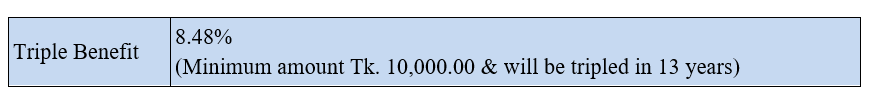 Triple Benefit
8.48%
(Minimum amount Tk. 10,000.00 & will be tripled in 13 years)